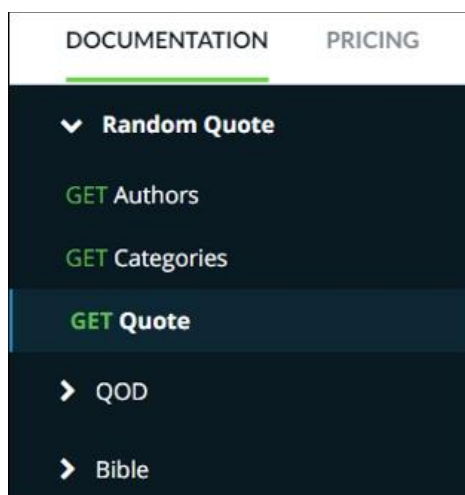 DOCUMENTATION PRICING
Random Quote
GET Authors
GET Categories
GET Quote
QOD
Bible